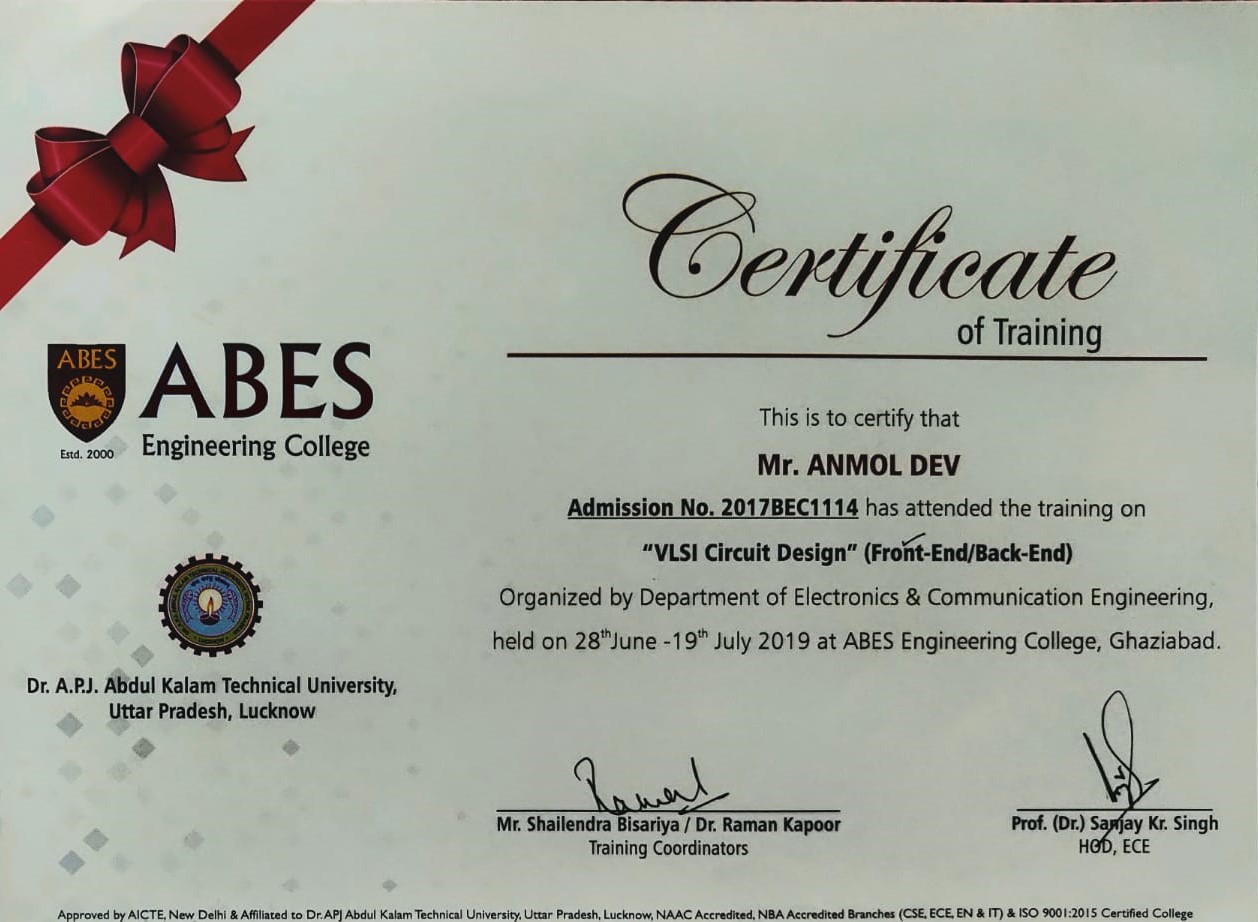 Certificate
of Training
ABES
ABES
Engineering College
Estd. 2000
This is to certify that
Mr. ANMOL DEV
Admission No. 2017BEC1114 has attended the training on
“VLSI Circuit Design” (Front-End/Back-End)
Organized by Department of Electronics & Communication Engineering,
held on 28th June -19th July 2019 at ABES Engineering College, Ghaziabad.
Dr. A.P.J. Abdul Kalam Technical University,
Uttar Pradesh, Lucknow
Mr. Shailendra Bisariya / Dr. Raman Kapoor
Training Coordinators
Prof. (Dr.) Sanjay Kr. Singh
HOD, ECE
Approved by AICTE, New Delhi & Affiliated to Dr.APJ Abdul Kalam Technical University, Uttar Pradesh, Lucknow, NAAC Accredited, NBA Accredited Branches (CSE, ECE, EN & IT) & ISO 9001:2015 Certified College